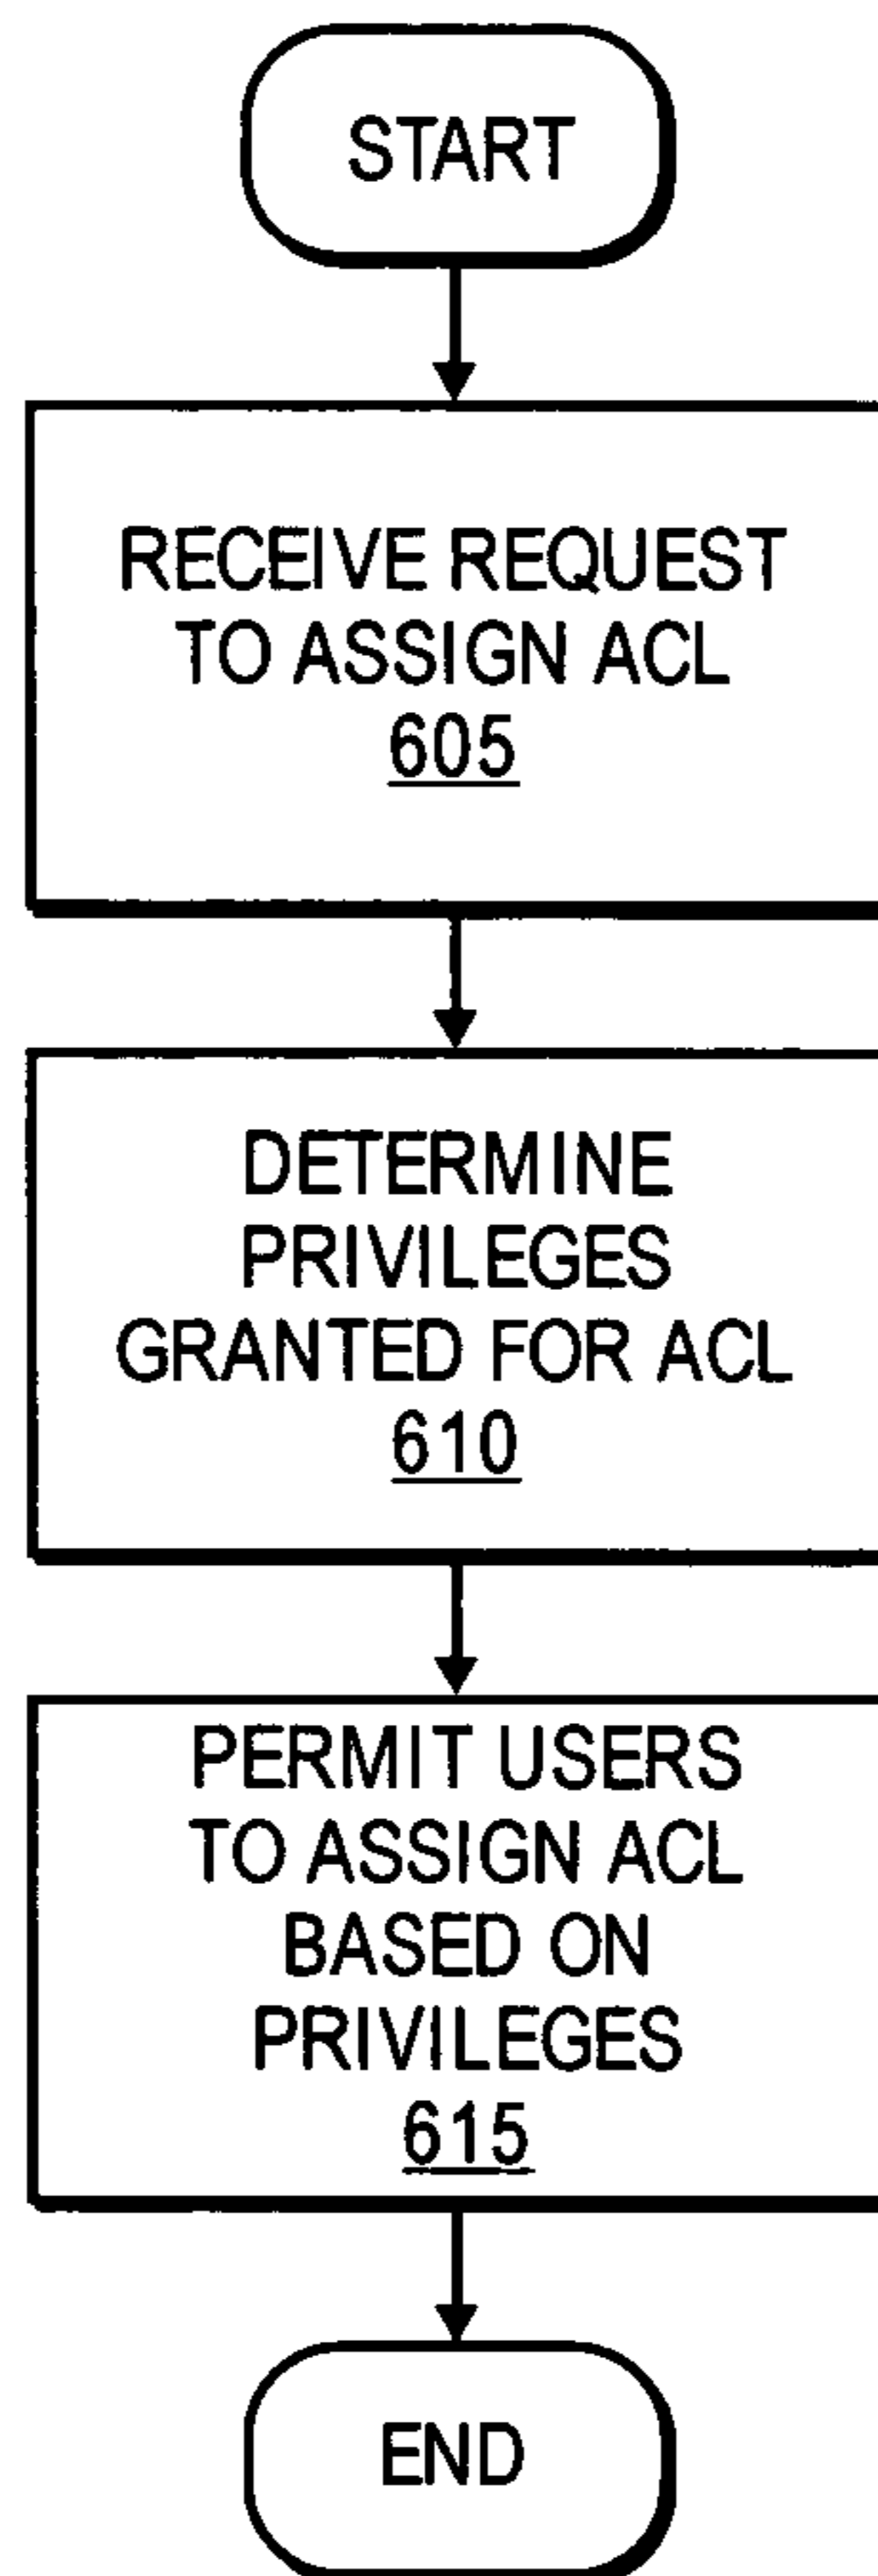 START
RECEIVE REQUEST
TO ASSIGN ACL
605
DETERMINE
PRIVILEGES
GRANTED FOR ACL
610
PERMIT USERS
TO ASSIGN ACL
BASED ON
PRIVILEGES
615
END